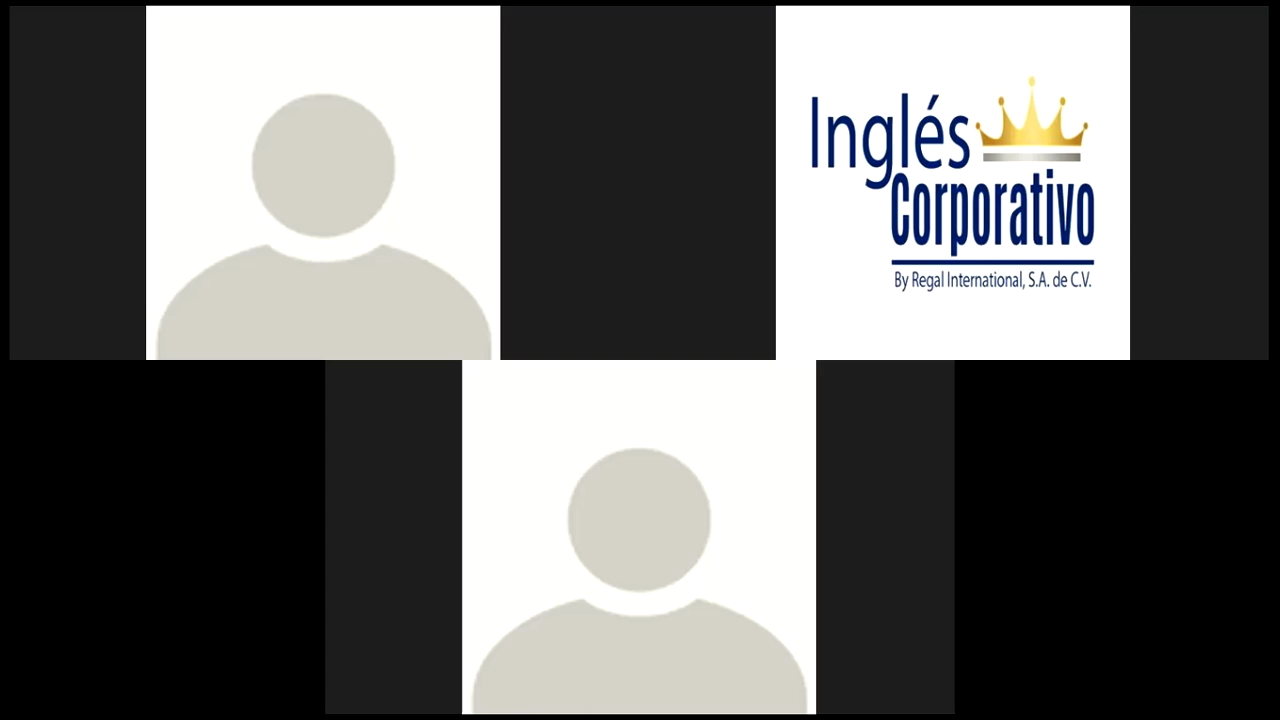 Inglés
Corporativo
By Regal International, S.A. de C.V.